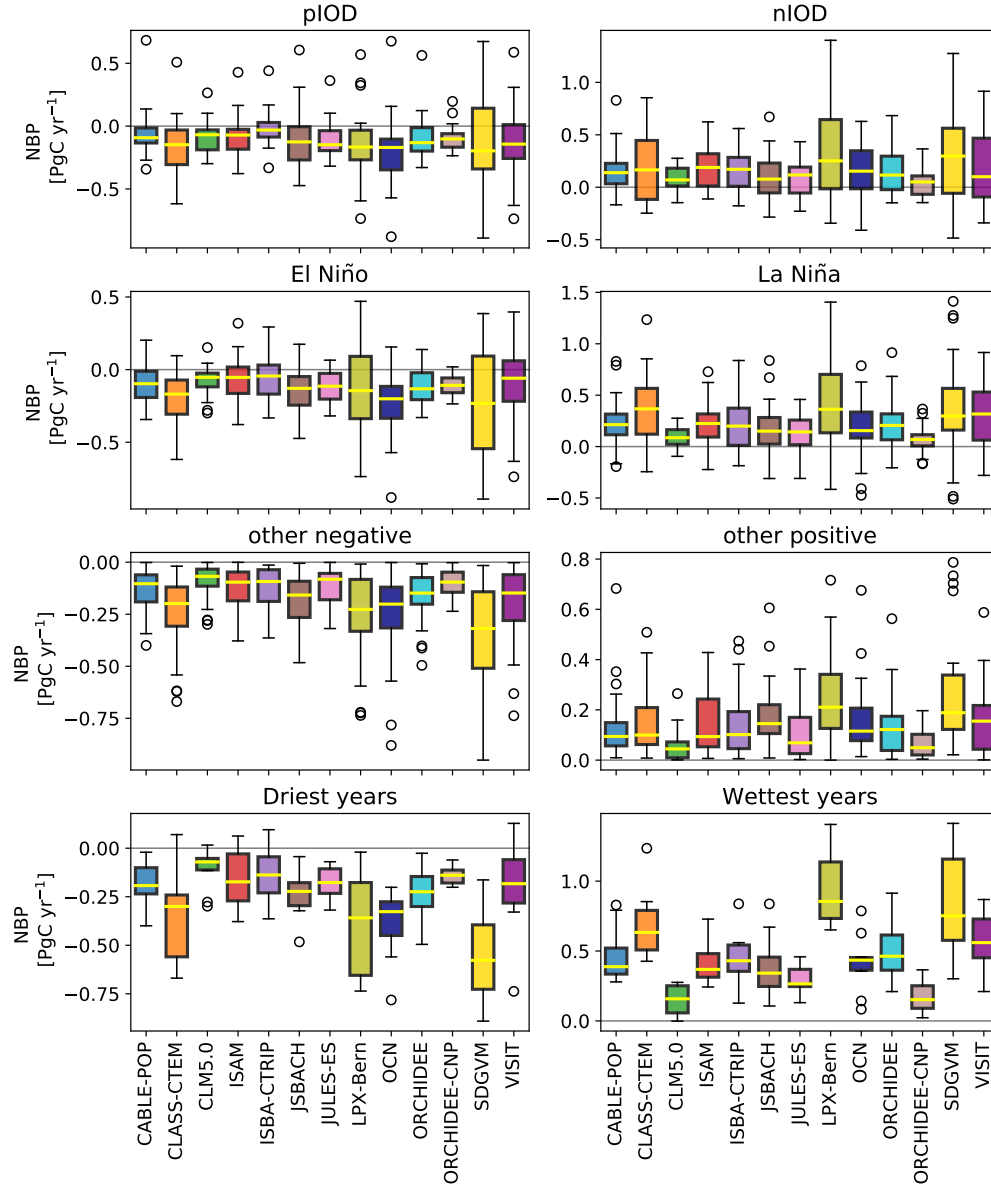 pIOD
nIOD
NBP
[PgC yr⁻¹]
0.5
0.0
−0.5
1.0
0.5
0.0
−0.5
El Niño
La Niña
NBP
[PgC yr⁻¹]
0.5
0.0
−0.5
1.5
1.0
0.5
0.0
−0.5
other negative
other positive
NBP
[PgC yr⁻¹]
0.00
−0.25
−0.50
−0.75
0.8
0.6
0.4
0.2
0.0
Driest years
Wettest years
NBP
[PgC yr⁻¹]
0.00
−0.25
−0.50
−0.75
1.0
0.5
0.0
CABLE-POP
CLASS-CTEM
CLM5.0
ISAM
ISBA-CTRIP
JSBACH
JULES-ES
LPX-Bern
OCN
ORCHIDEE
ORCHIDEE-CNP
SDGVM
VISIT
CABLE-POP
CLASS-CTEM
CLM5.0
ISAM
ISBA-CTRIP
JSBACH
JULES-ES
LPX-Bern
OCN
ORCHIDEE
ORCHIDEE-CNP
SDGVM
VISIT